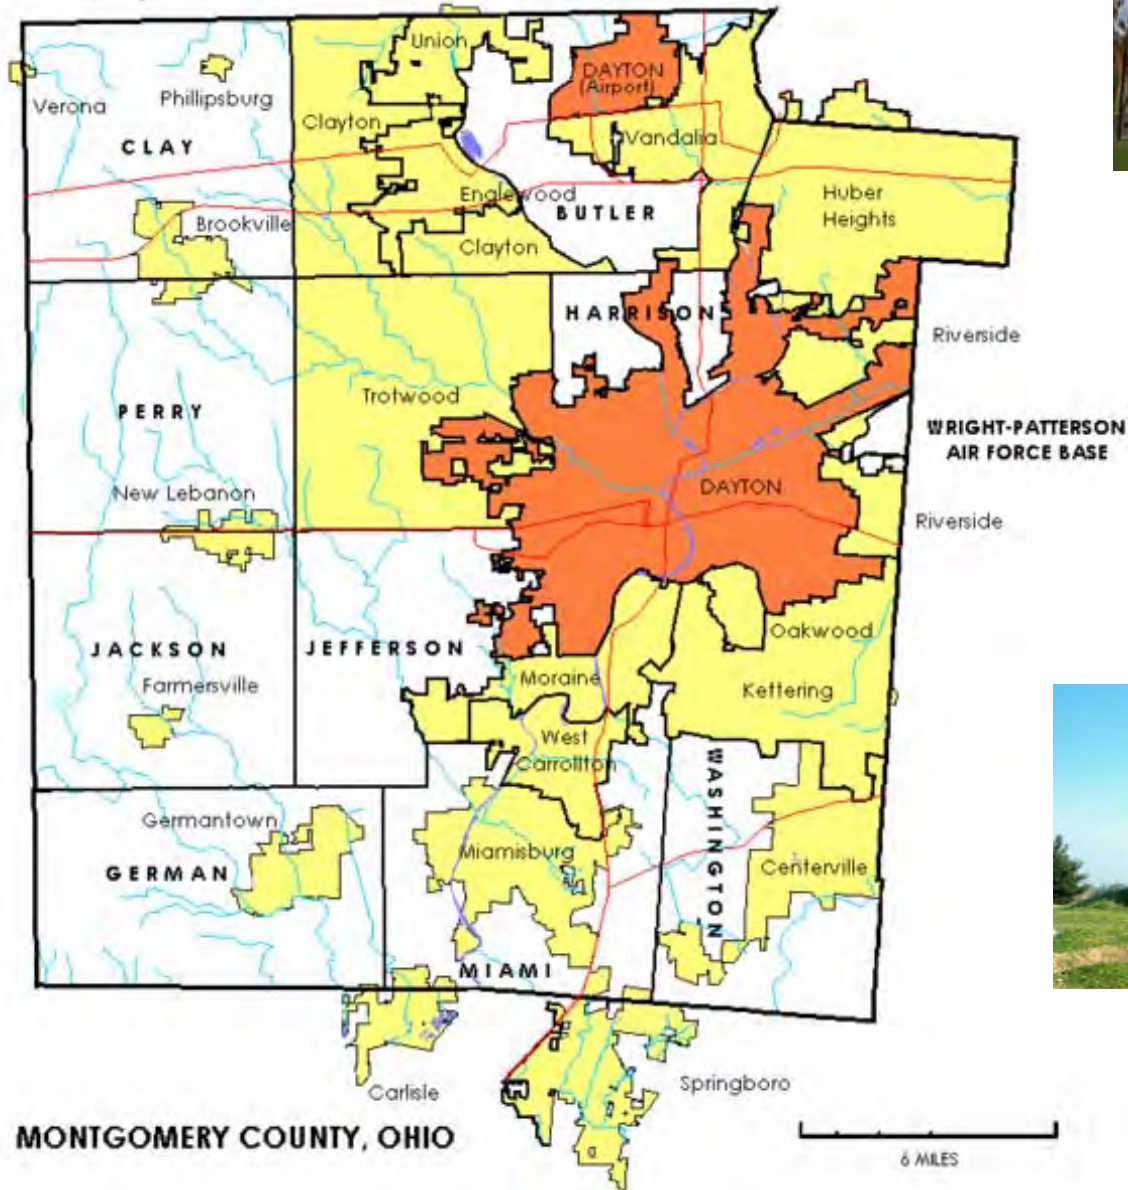 Union
DAYTON
(Airport)
Verona
Phillipsburg
Clayton
Vandalia
CLAY
Englewood
Huber
Heights
BUTLER
Brookville
Clayton
HARRISON
Riverside
Trotwood
PERRY
WRIGHT-PATTERSON
AIR FORCE BASE
DAYTON
New Lebanon
Riverside
Oakwood
JACKSON
JEFFERSON
Moraine
Farmersville
Kettering
West
Carrollton
WASHINGTON
Germantown
Miamisburg
GERMAN
Centerville
MIAMI
Carlisle
Springboro
MONTGOMERY COUNTY, OHIO
6 MILES